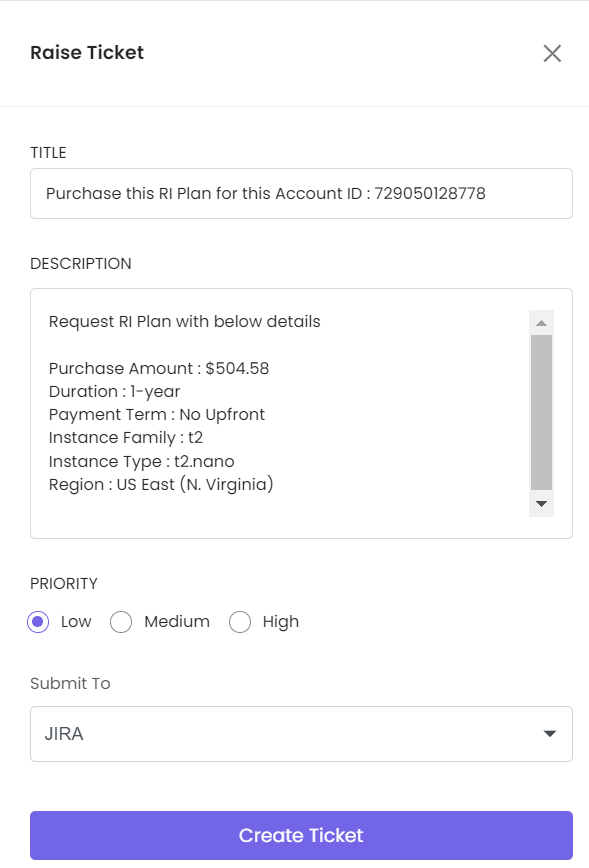 Raise Ticket
TITLE
Purchase this RI Plan for this Account ID : 729050128778
DESCRIPTION
Request RI Plan with below details
Purchase Amount : $504.58
Duration : 1-year
Payment Term : No Upfront
Instance Family : t2
Instance Type : t2.nano
Region : US East (N. Virginia)
PRIORITY
Low Medium High
Submit To
JIRA
Create Ticket